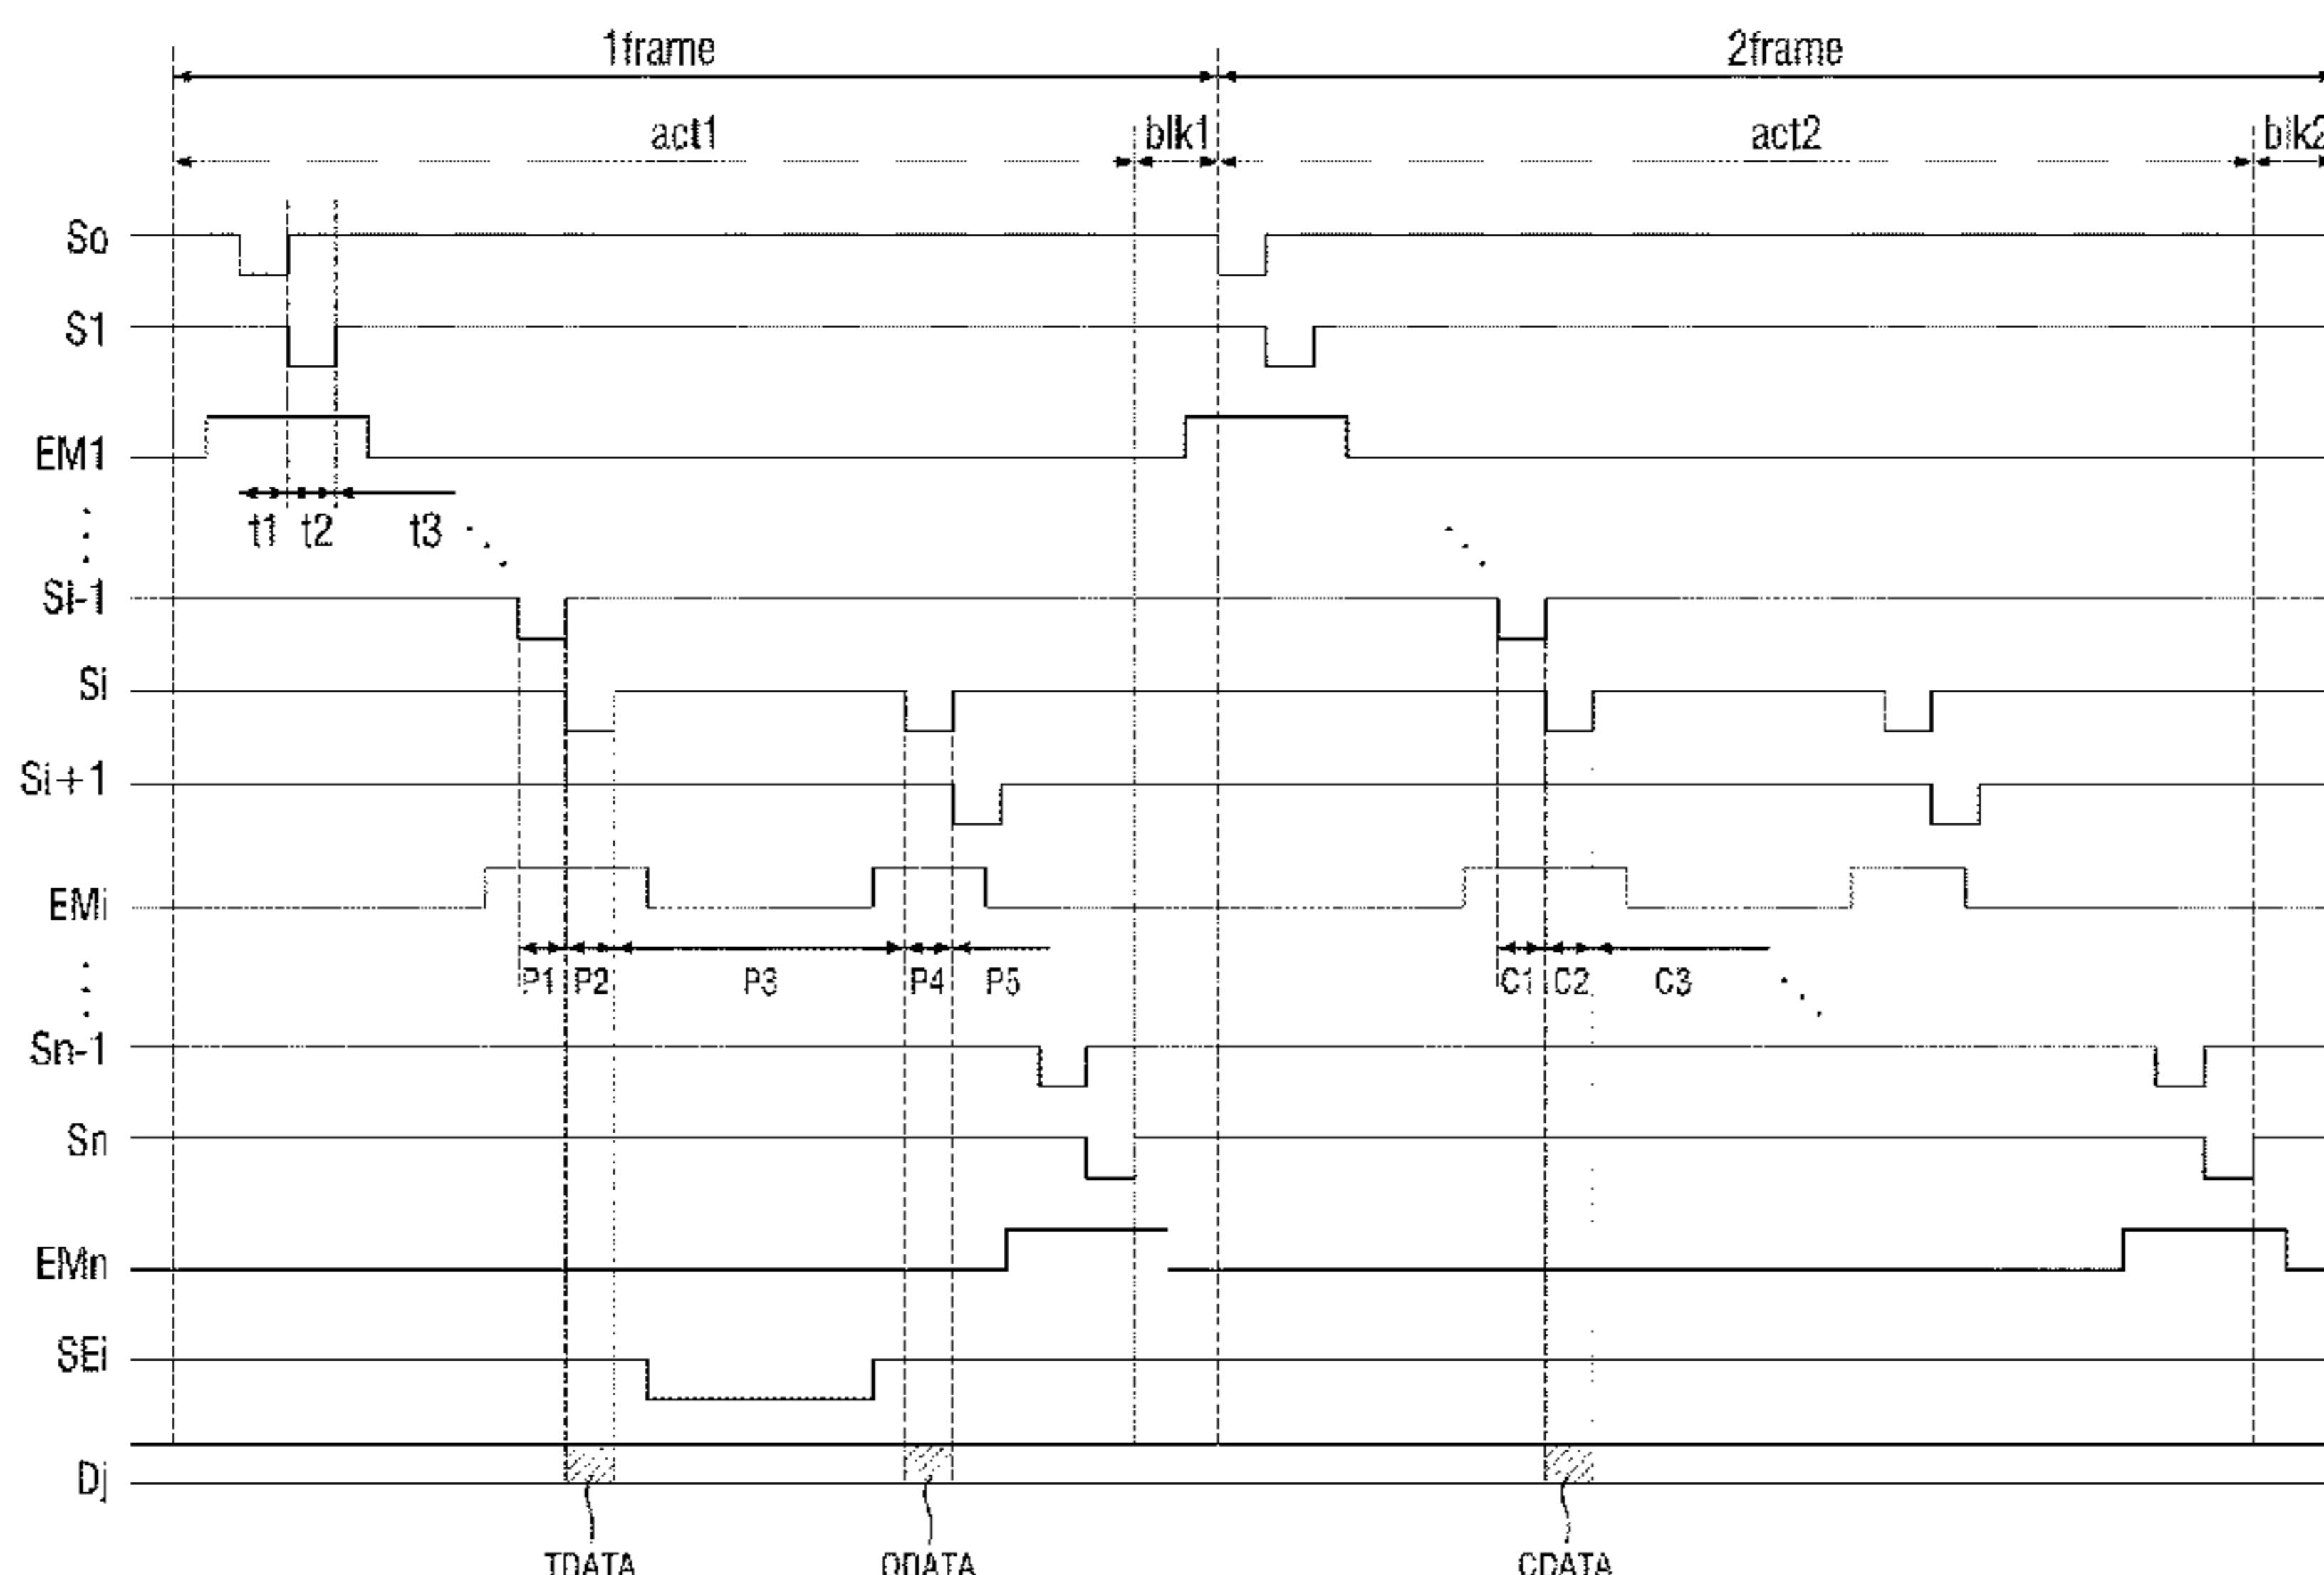 1frame 2frame
act1 blk1 act2 blk2
So
S1
EM1
t1 t2 t3
Si-1
Si
Si+1
EMi
P1 P2 P3 P4 P5 C1 C2 C3
Sn-1
Sn
EMn
SEi
Dj
TDATA CDATA